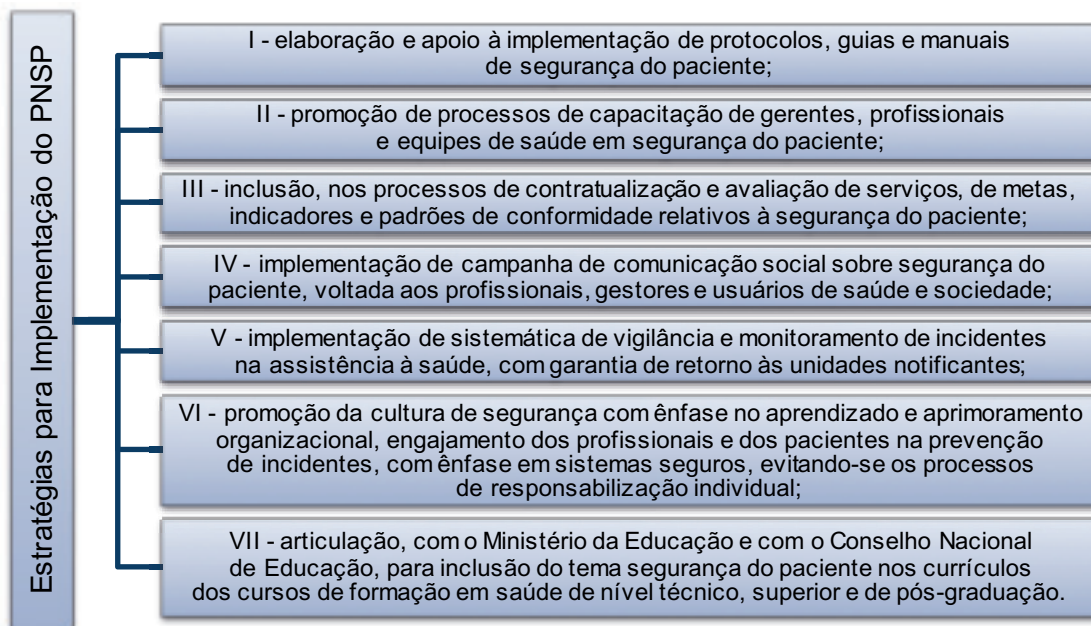 Estratégias para Implementação do PNSP
I - elaboração e apoio à implementação de protocolos, guias e manuais
de segurança do paciente;
II - promoção de processos de capacitação de gerentes, profissionais
e equipes de saúde em segurança do paciente;
III - inclusão, nos processos de contratualização e avaliação de serviços, de metas,
indicadores e padrões de conformidade relativos à segurança do paciente;
IV - implementação de campanha de comunicação social sobre segurança do
paciente, voltada aos profissionais, gestores e usuários de saúde e sociedade;
V - implementação de sistemática de vigilância e monitoramento de incidentes
na assistência à saúde, com garantia de retorno às unidades notificantes;
VI - promoção da cultura de segurança com ênfase no aprendizado e aprimoramento
organizacional, engajamento dos profissionais e dos pacientes na prevenção
de incidentes, com ênfase em sistemas seguros, evitando-se os processos
de responsabilização individual;
VII - articulação, com o Ministério da Educação e com o Conselho Nacional
de Educação, para inclusão do tema segurança do paciente nos currículos
dos cursos de formação em saúde de nível técnico, superior e de pós-graduação.